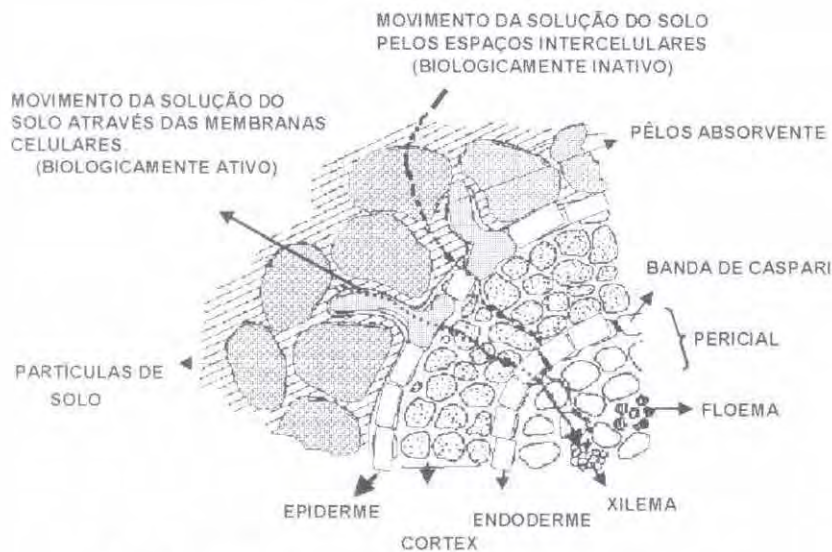 MOVIMENTO DA SOLUÇÃO DO SOLO
PELOS ESPAÇOS INTERCELULARES
(BIOLOGICAMENTE INATIVO)
MOVIMENTO DA SOLUÇÃO DO
SOLO ATRAVÉS DAS MEMBRANAS
CELULARES.
(BIOLOGICAMENTE ATIVO)
PÊLOS ABSORVENTE
BANDA DE CASPARI
PERICIAL
PARTÍCULAS DE
SOLO
FLOEMA
EPIDERME
CORTEX
ENDODERME
XILEMA